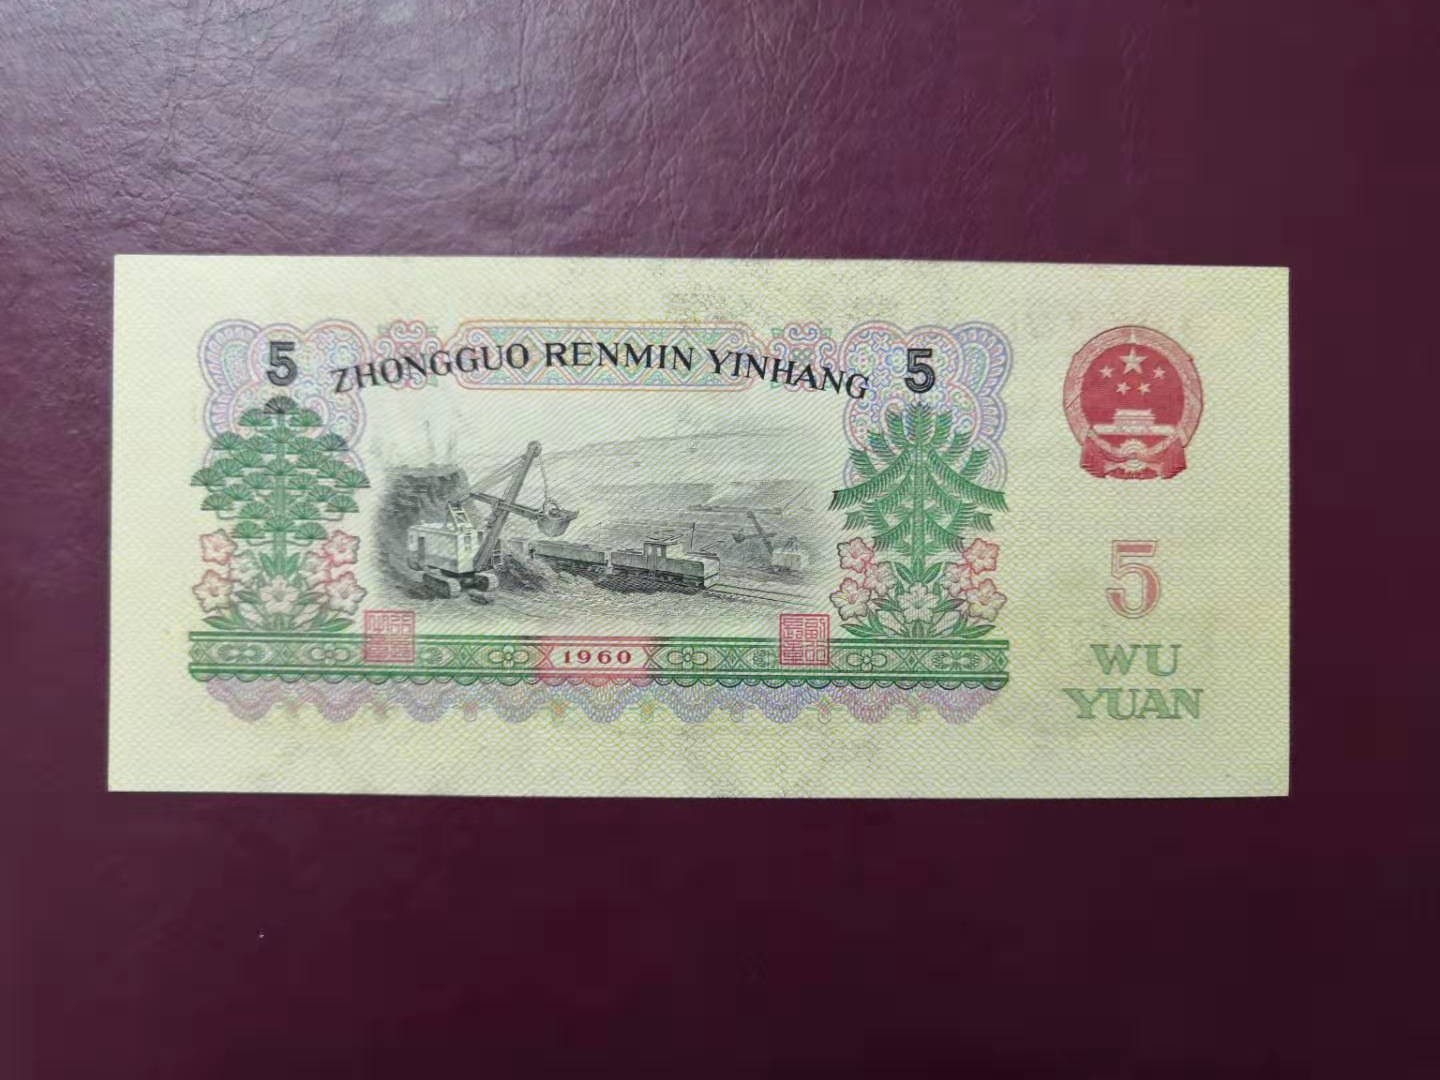 5 ZHONGGUO RENMIN YINHANG 5
5
WU
YUAN
1960